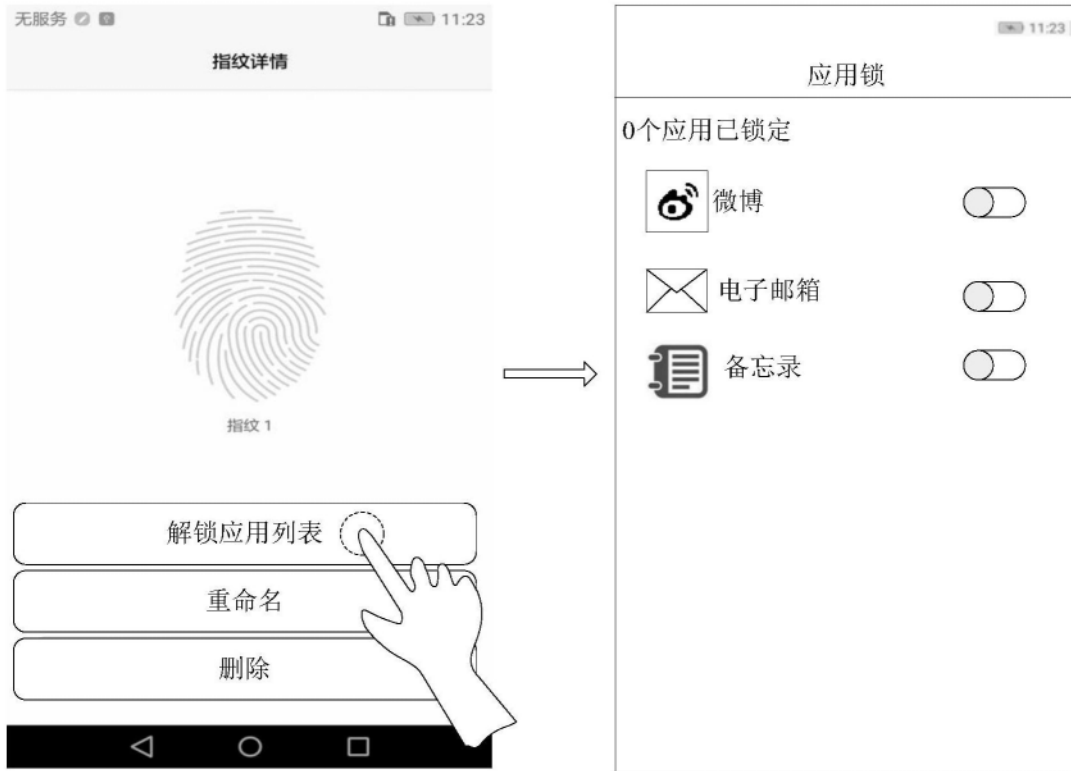 无服务 11:23
指纹详情
指纹 1
解锁应用列表
重命名
删除
11:23
应用锁
0个应用已锁定
微博
电子邮箱
备忘录